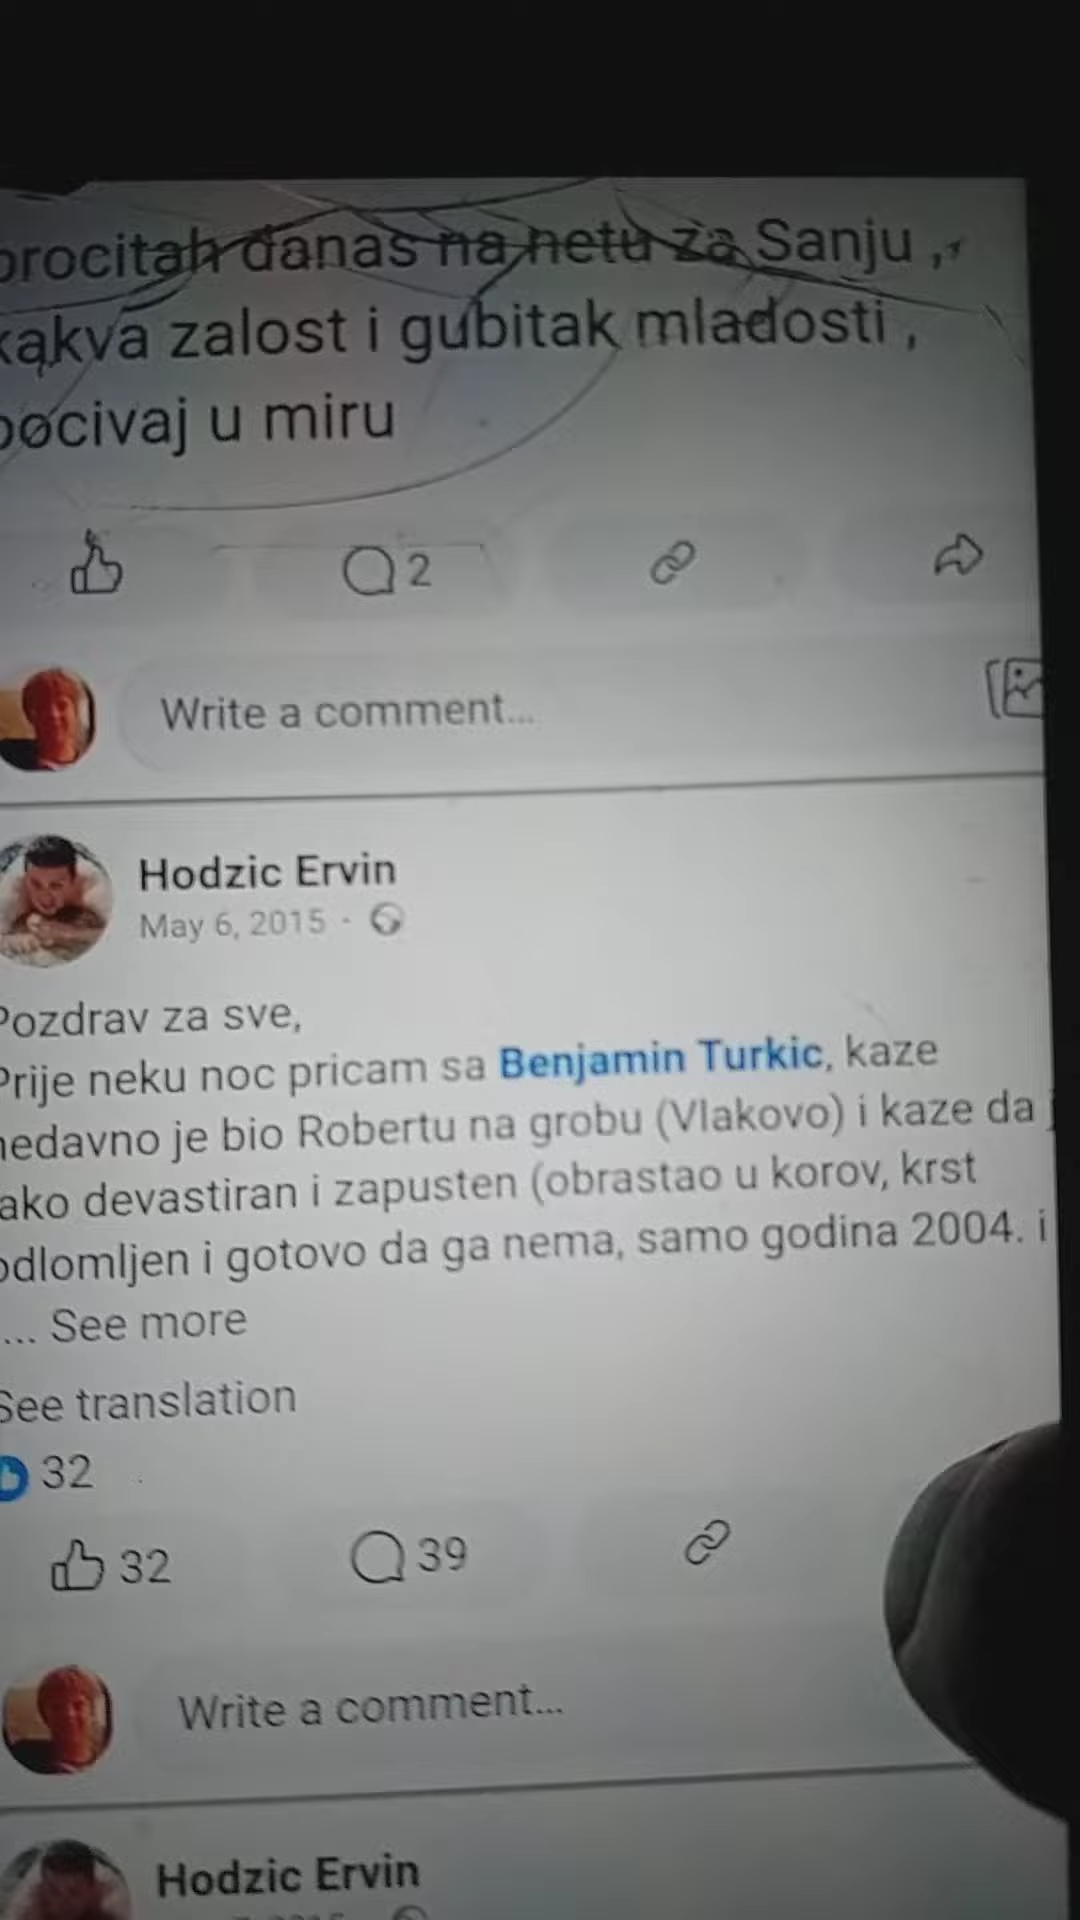 procitah danas na netu za Sanju ,
kakva zalost i gubitak mladosti ,
pocivaj u miru
2
Write a comment...
Hodzic Ervin
May 6, 2015 ·
Pozdrav za sve,
Prije neku noc pricam sa Benjamin Turkic, kaze
nedavno je bio Robertu na grobu (Vlakovo) i kaze da j
ako devastiran i zapusten (obrastao u korov, krst
odlomljen i gotovo da ga nema, samo godina 2004. i
... See more
See translation
32
32
39
Write a comment...
Hodzic Ervin